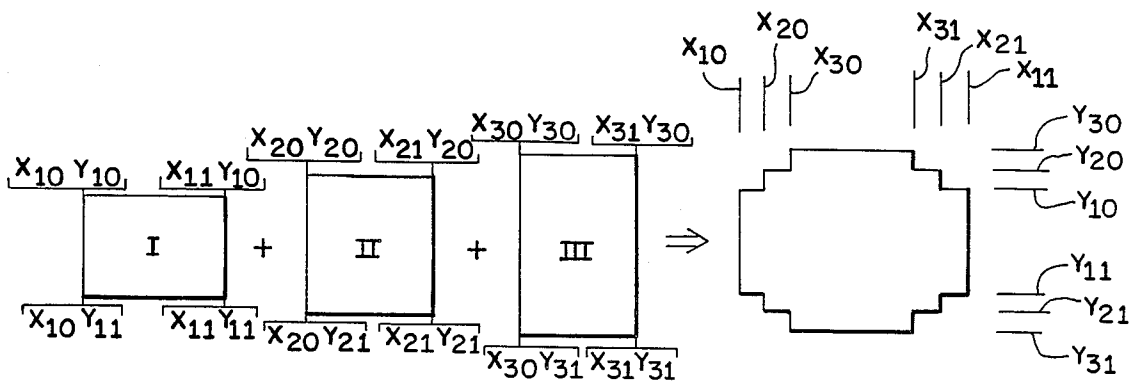 X10 Y10
X11 Y10
I
X10 Y11
X11 Y11
+
X20 Y20
X21 Y20
II
X20 Y21
X21 Y21
+
X30 Y30
X31 Y30
III
X30 Y31
X31 Y31
⇒
X10
X20
X30
X31
X21
X11
Y30
Y20
Y10
Y11
Y21
Y31